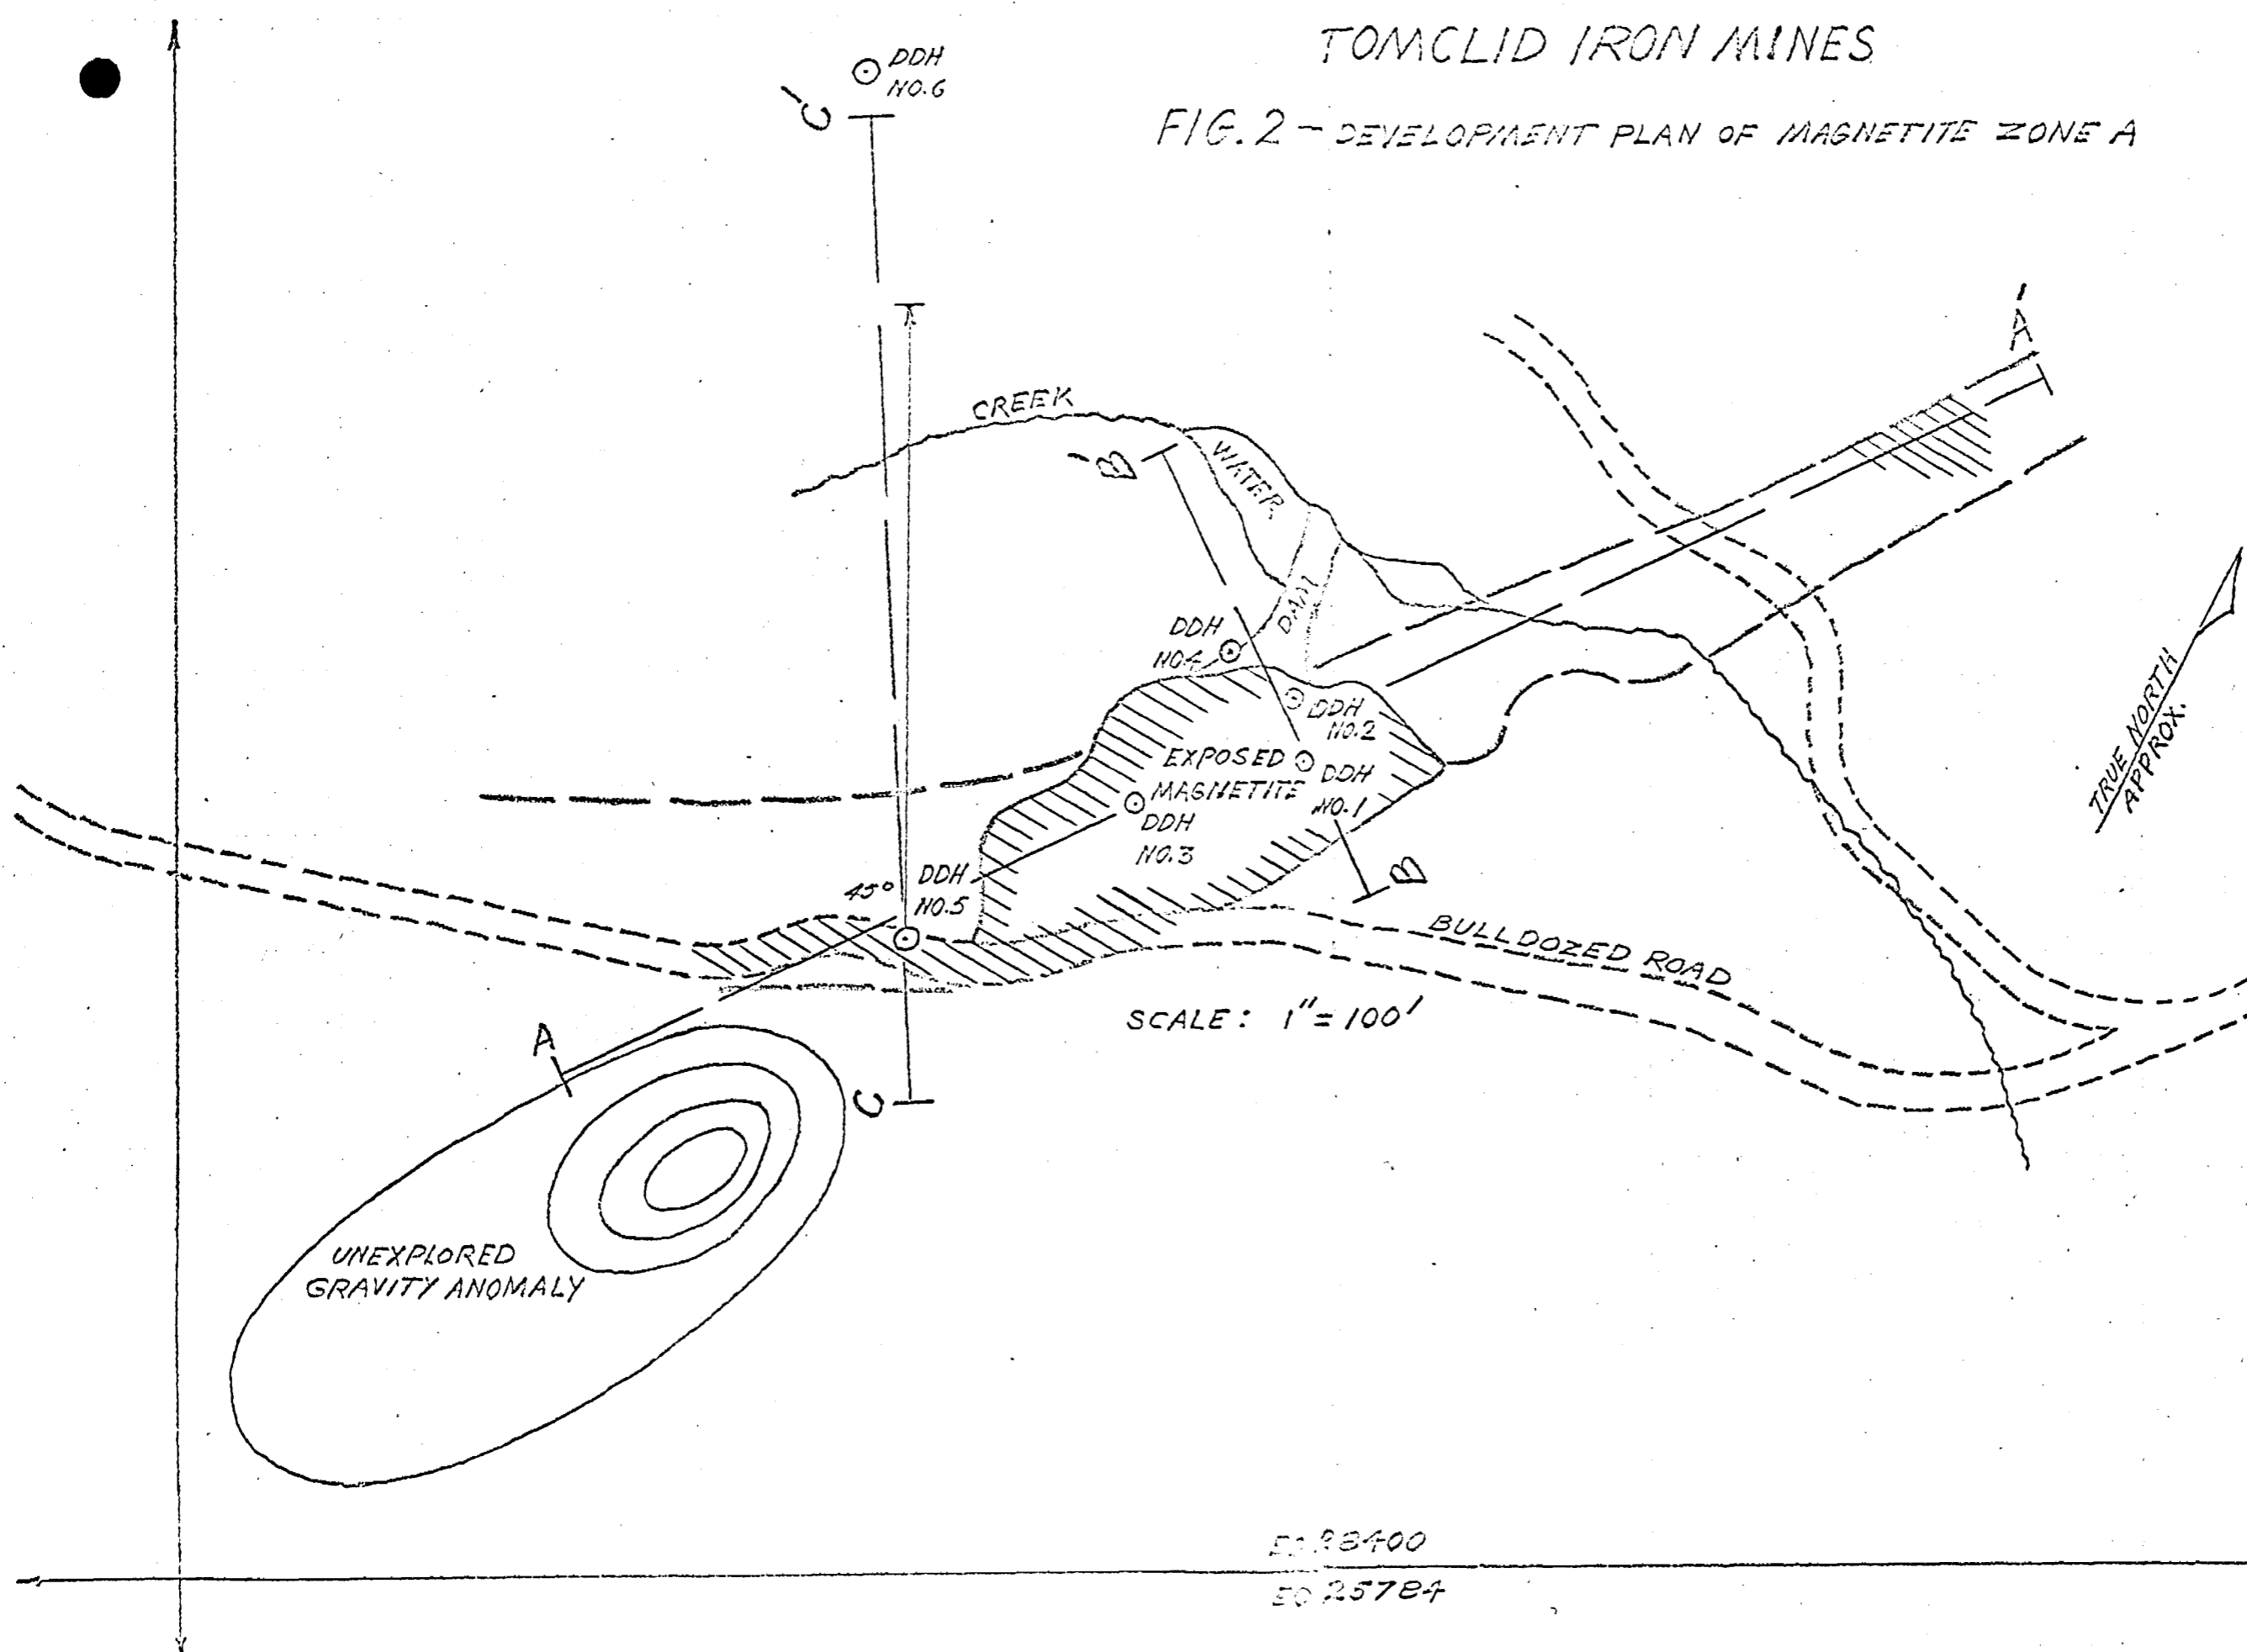 TOMCLID IRON MINES
FIG. 2 - DEVELOPMENT PLAN OF MAGNETITE ZONE A
DDH
NO. 6
C'
A'
CREEK
WATER
B'
DAM
DDH
NO4
DDH
NO. 2
EXPOSED
MAGNETITE
DDH
NO. 1
DDH
NO. 3
TRUE NORTH
APPROX.
45°
DDH
NO. 5
B
BULLDOZED ROAD
SCALE: 1" = 100'
A
C
UNEXPLORED
GRAVITY ANOMALY
8400
25784